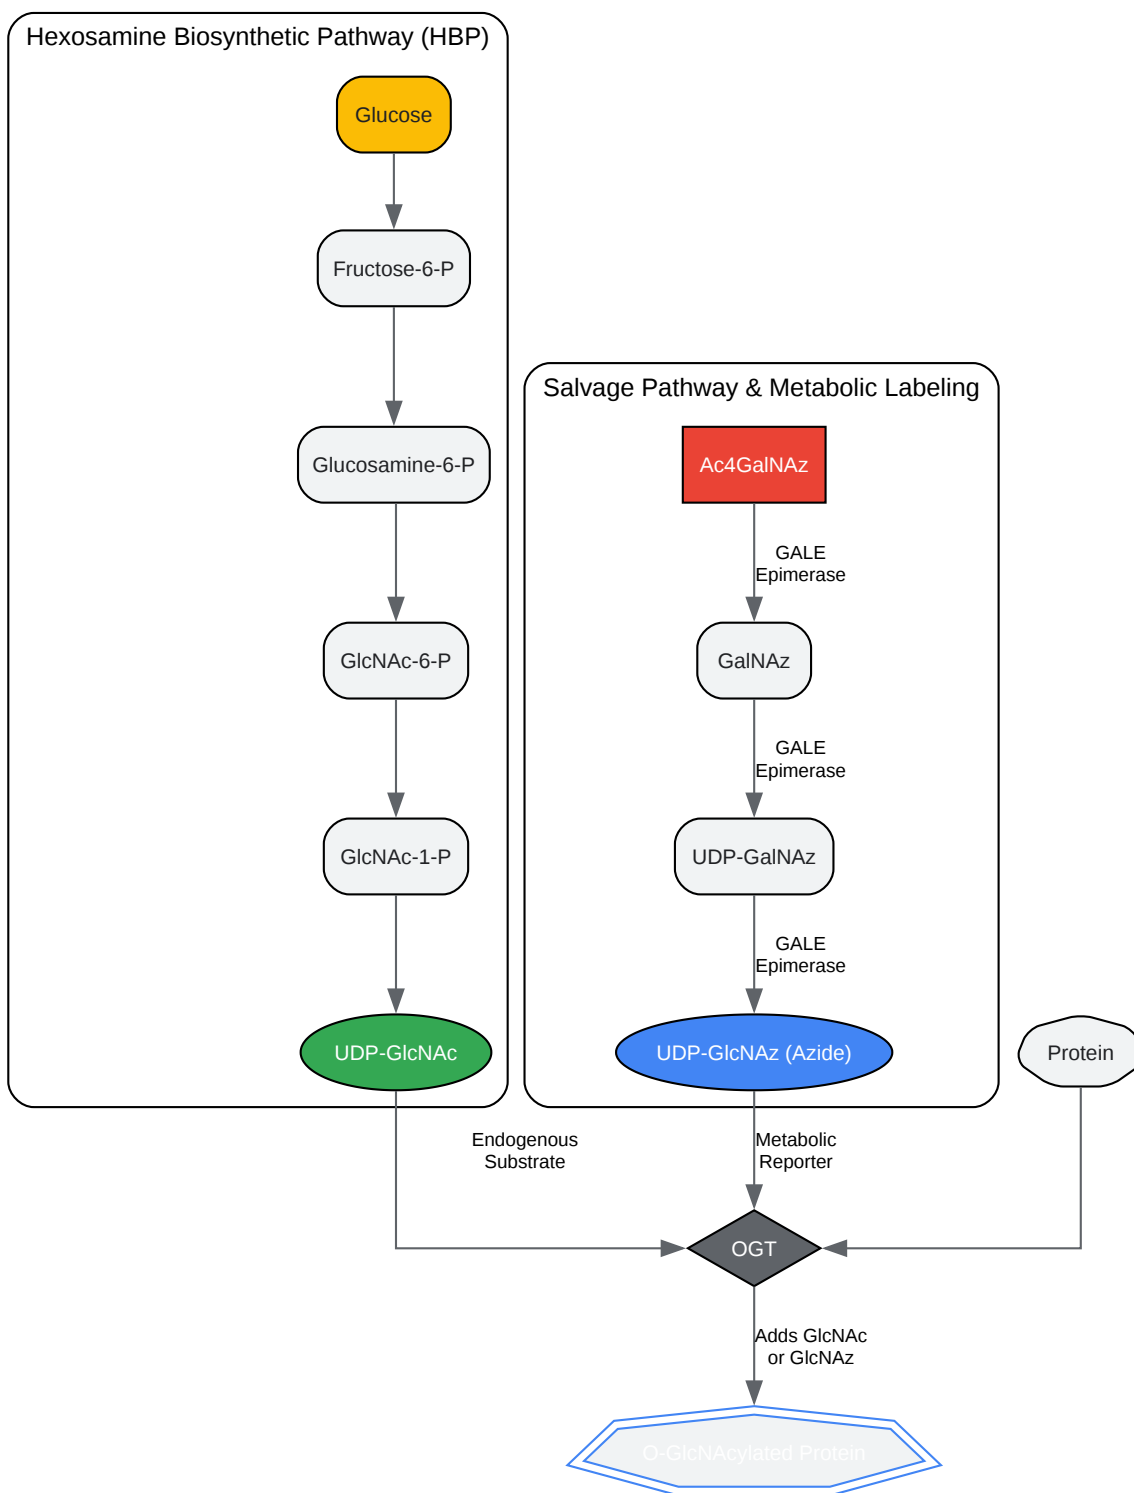 Hexosamine Biosynthetic Pathway (HBP)
Glucose
Fructose-6-P
Glucosamine-6-P
GlcNAc-6-P
GlcNAc-1-P
UDP-GlcNAc
Salvage Pathway & Metabolic Labeling
Ac4GalNAz
GALE
Epimerase
GalNAz
GALE
Epimerase
UDP-GalNAz
GALE
Epimerase
UDP-GlcNAz (Azide)
Protein
Endogenous
Substrate
Metabolic
Reporter
OGT
Adds GlcNAc
or GlcNAz
O-GlcNAcylated Protein